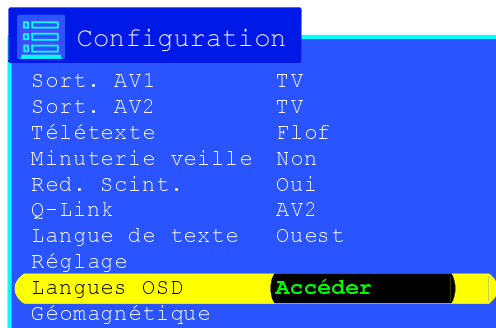 Configuration
Sort. AV1 TV
Sort. AV2 TV
Télétexte Flof
Minuterie veille Non
Red. Scint. Oui
Q-Link AV2
Langue de texte Ouest
Réglage
Langues OSD Accéder
Géomagnétique